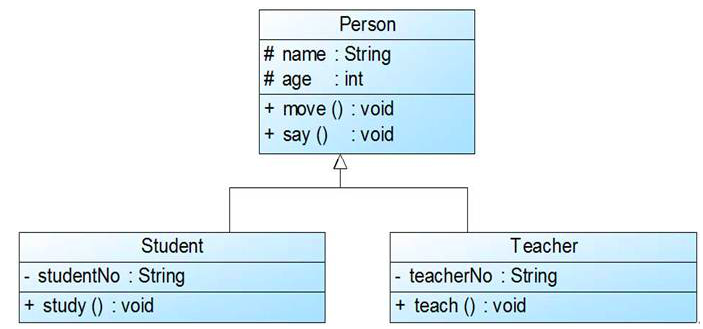 Person
# name : String
# age : int
+ move () : void
+ say () : void
Student
- studentNo : String
+ study () : void
Teacher
- teacherNo : String
+ teach () : void